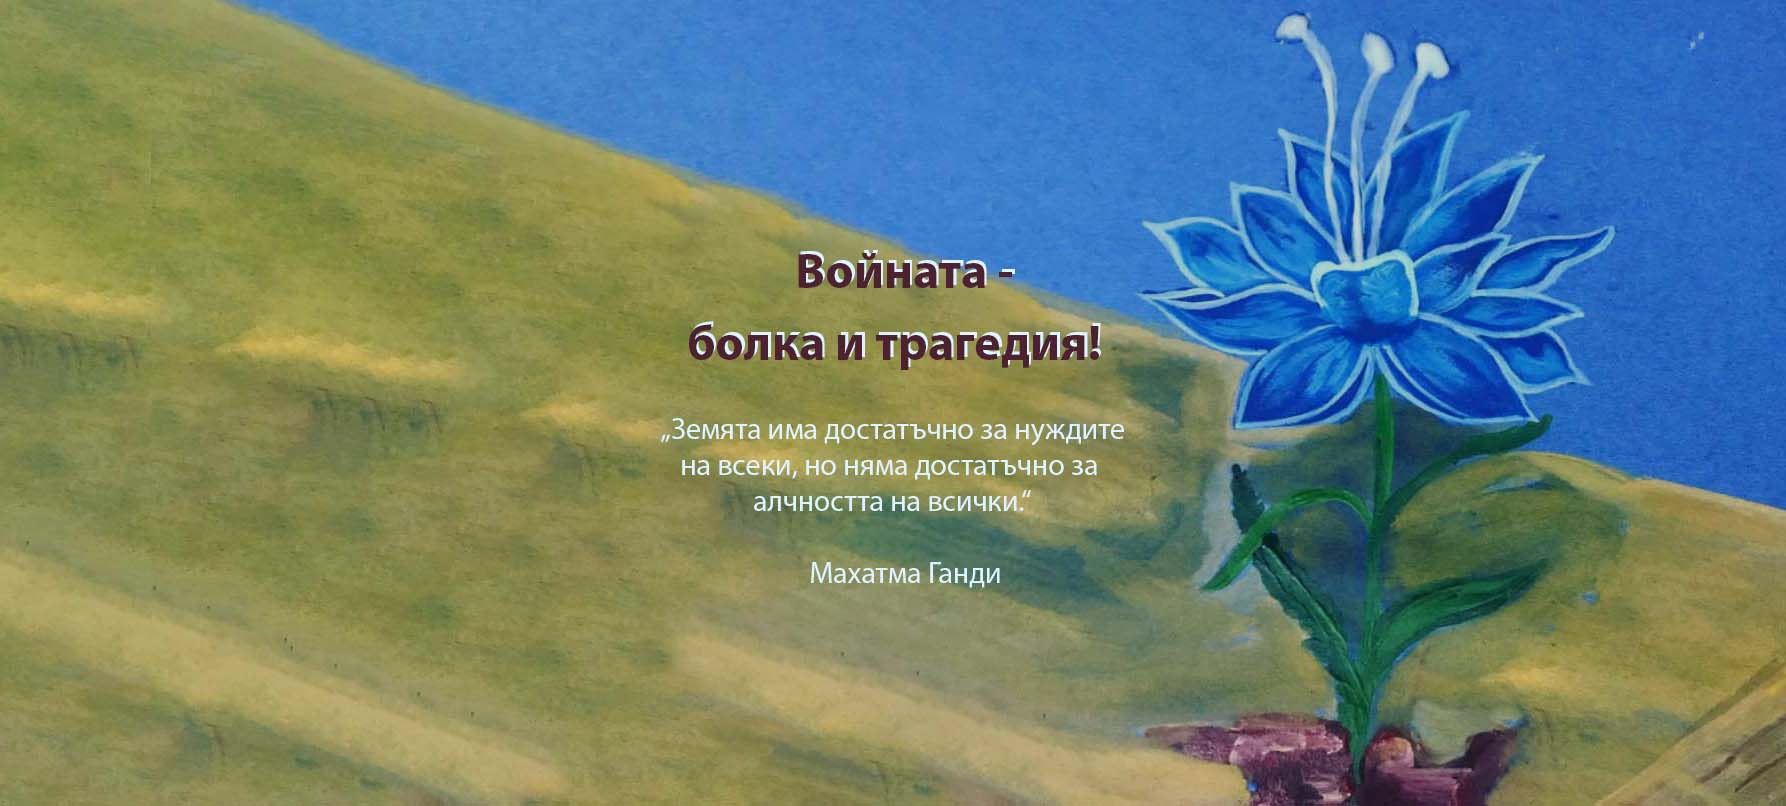 Войната -
болка и трагедия!
„Земята има достатъчно за нуждите
на всеки, но няма достатъчно за
алчността на всички.“
Махатма Ганди